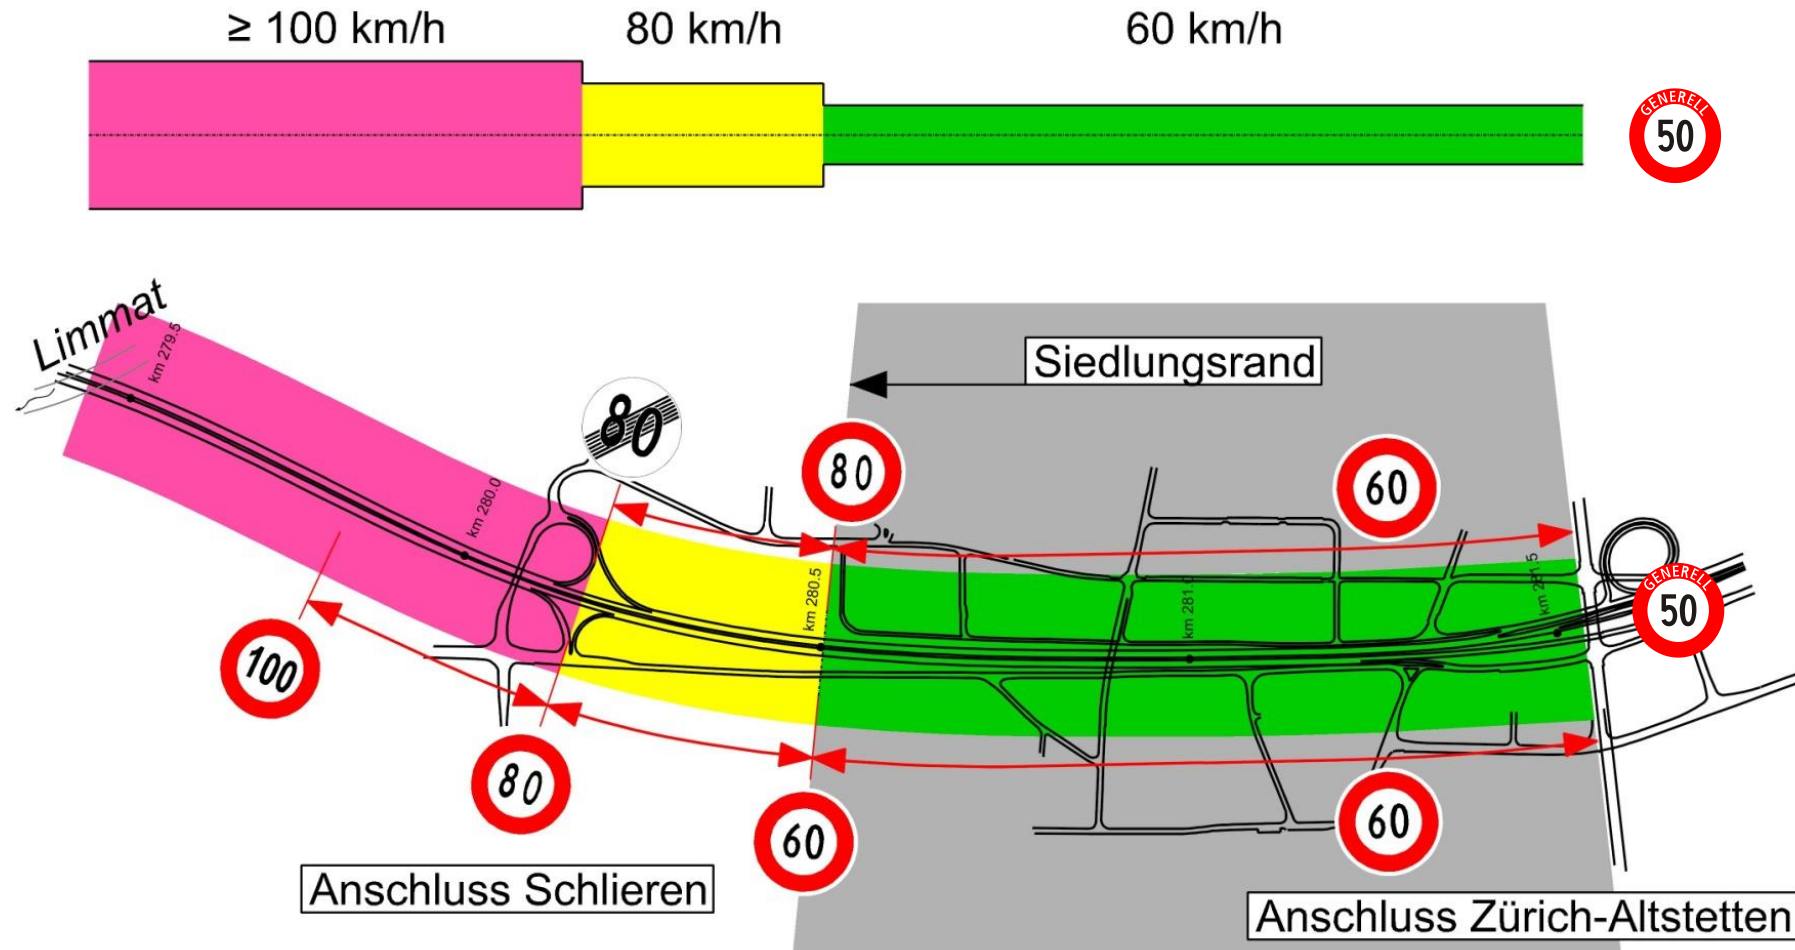 ≥ 100 km/h
80 km/h
60 km/h
GENERELL
50
Limmat
km 279.5
Siedlungsrand
80
80
60
km 280.0
km 280.5
km 281.0
km 281.5
GENERELL
50
100
80
60
60
Anschluss Schlieren
Anschluss Zürich-Altstetten